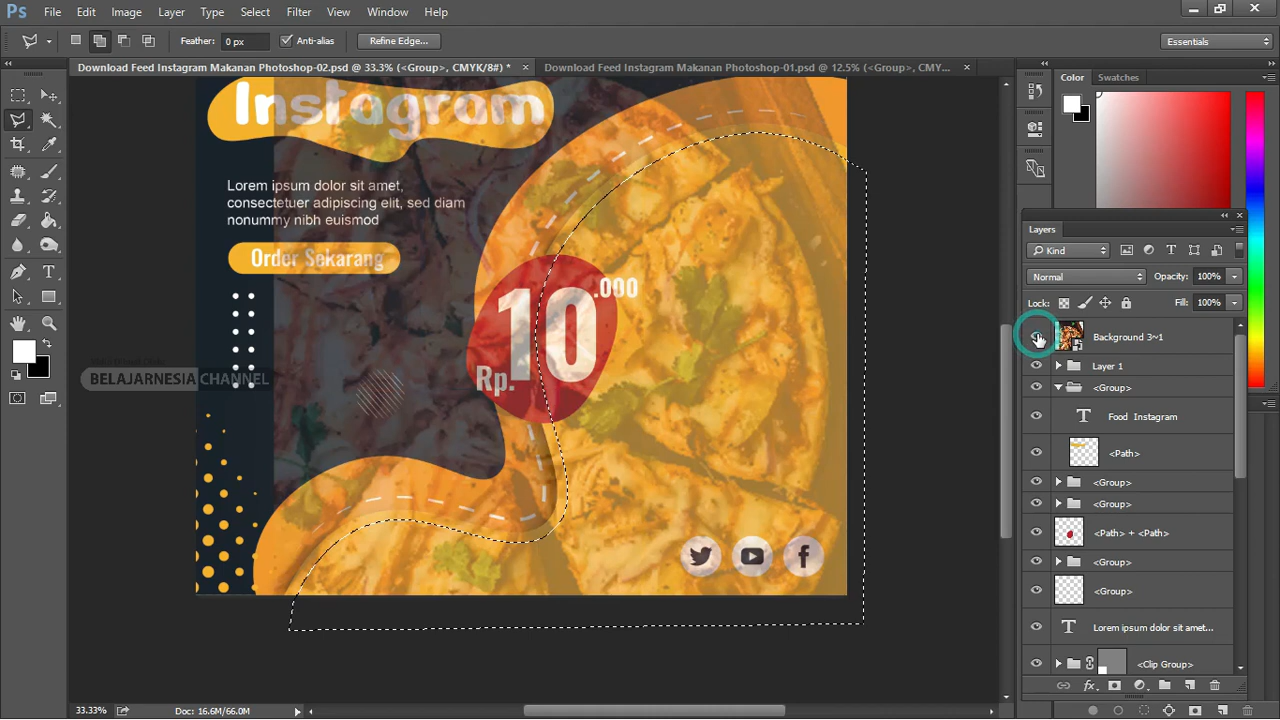 Ps File Edit Image Layer Type Select Filter View Window Help
Feather: 0 px Anti-alias Refine Edge... Essentials
Download Feed Instagram Makanan Photoshop-02.psd @ 33.3% (<Group>, CMYK/8#) * × Download Feed Instagram Makanan Photoshop-01.psd @ 12.5% (<Group>, CMY... ×
Color Swatches
Instagram
Lorem ipsum dolor sit amet,
consectetuer adipiscing elit, sed diam
nonummy nibh euismod
Order Sekarang
10
.000
Rp.
BELAJARNESIA CHANNEL
Layers
Kind
Normal Opacity: 100%
Lock: Fill: 100%
Background 3~1
Layer 1
<Group>
T Food Instagram
<Path>
<Group>
<Group>
<Path> + <Path>
<Group>
<Group>
T Lorem ipsum dolor sit amet...
<Clip Group>
33.33% Doc: 16.6M/66.0M